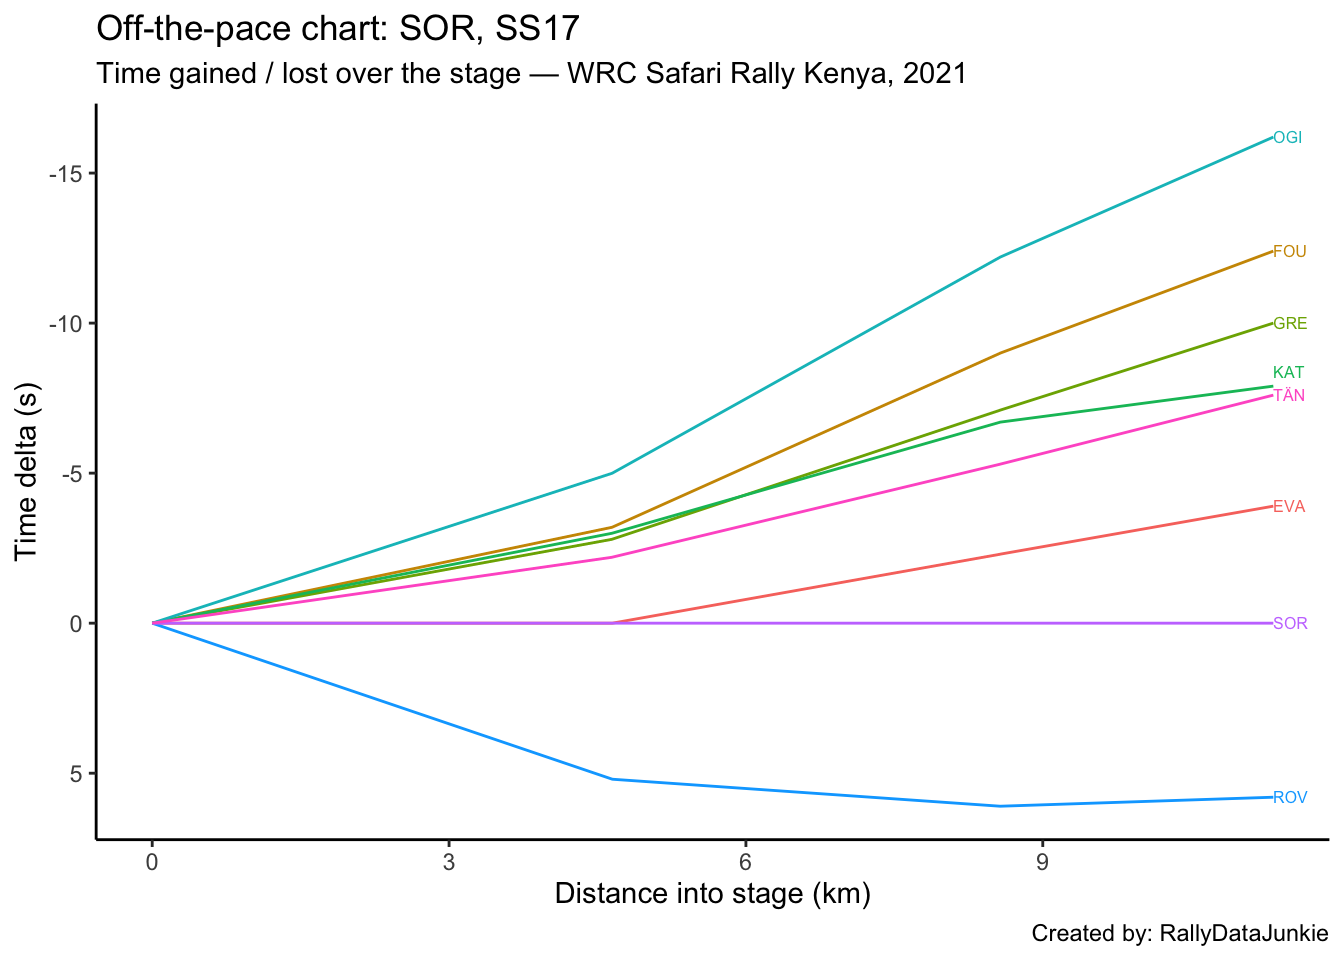 Off-the-pace chart: SOR, SS17
Time gained / lost over the stage — WRC Safari Rally Kenya, 2021
OGI
-15
FOU
-10
GRE
KAT
TÄN
-5
EVA
0
SOR
5
ROV
Time delta (s)
0 3 6 9
Distance into stage (km)
Created by: RallyDataJunkie